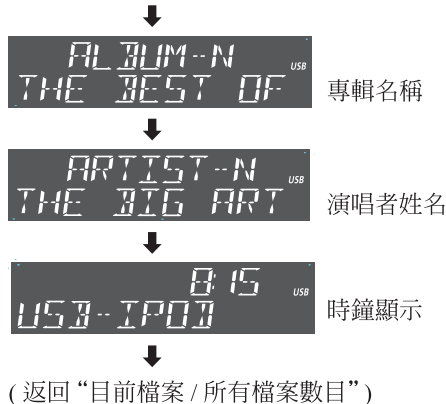 ALBUM--N USB
THE BEST OF
專輯名稱
ARTIST--N USB
THE BIG ART
演唱者姓名
8:15 USB
USB--IPOD
時鐘顯示
( 返回 “目前檔案 / 所有檔案數目” )